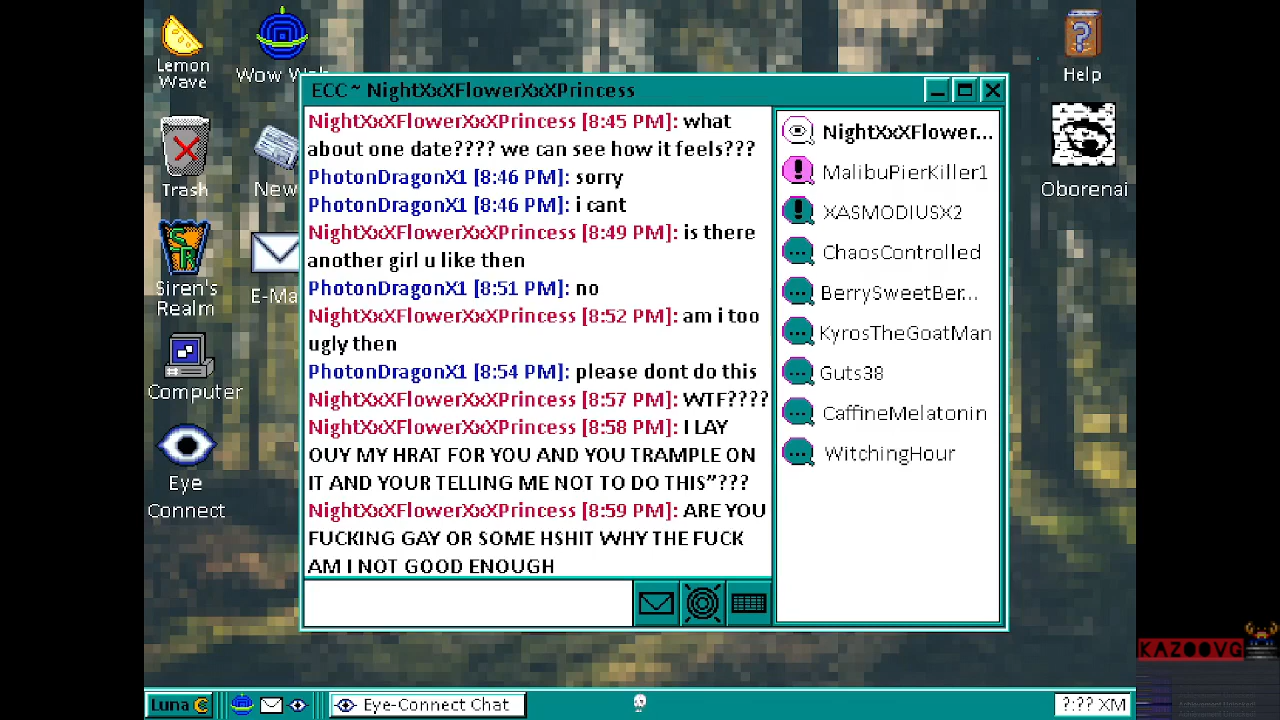 Lemon
Wave
Wow W
Help
ECC ~ NightXxXFlowerXxXPrincess
NightXxXFlowerXxXPrincess [8:45 PM]: what
about one date???? we can see how it feels???
PhotonDragonX1 [8:46 PM]: sorry
PhotonDragonX1 [8:46 PM]: i cant
NightXxXFlowerXxXPrincess [8:49 PM]: is there
another girl u like then
PhotonDragonX1 [8:51 PM]: no
NightXxXFlowerXxXPrincess [8:52 PM]: am i too
ugly then
PhotonDragonX1 [8:54 PM]: please dont do this
NightXxXFlowerXxXPrincess [8:57 PM]: WTF????
NightXxXFlowerXxXPrincess [8:58 PM]: I LAY
OUY MY HRAT FOR YOU AND YOU TRAMPLE ON
IT AND YOUR TELLING ME NOT TO DO THIS”???
NightXxXFlowerXxXPrincess [8:59 PM]: ARE YOU
FUCKING GAY OR SOME HSHIT WHY THE FUCK
AM I NOT GOOD ENOUGH
NightXxXFlower...
MalibuPierKiller1
XASMODIUSX2
ChaosControlled
BerrySweetBer...
KyrosTheGoatMan
Guts38
CaffineMelatonin
WitchingHour
Trash
New
Siren's
Realm
E-Ma
Computer
Eye
Connect
Oborenai
KAZOOVG
Luna
Eye-Connect Chat
?:?? XM